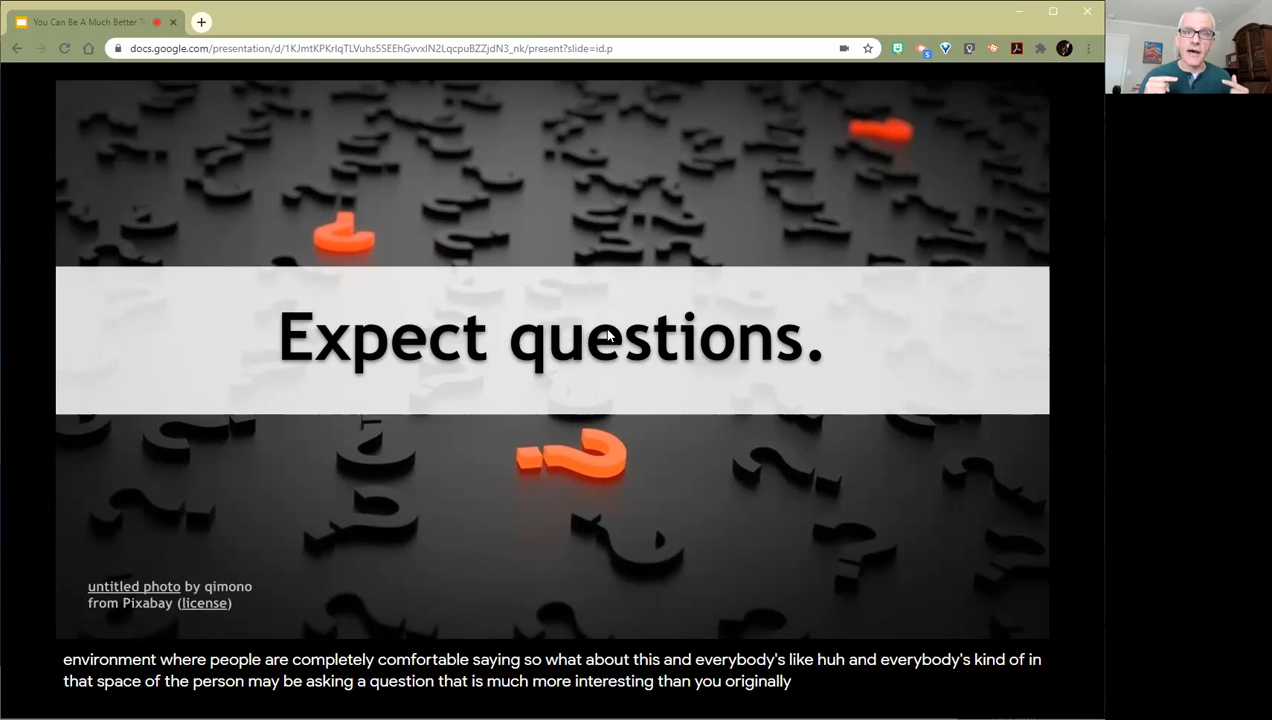 You Can Be A Much Better T
docs.google.com/presentation/d/1KJmtKPKrlqTLVuhs5SEEhGvvxlN2LqcpuBZZjdN3_nk/present?slide=id.p
S
Expect questions.
untitled photo by qimono
from Pixabay (license)
environment where people are completely comfortable saying so what about this and everybody's like huh and everybody's kind of in
that space of the person may be asking a question that is much more interesting than you originally